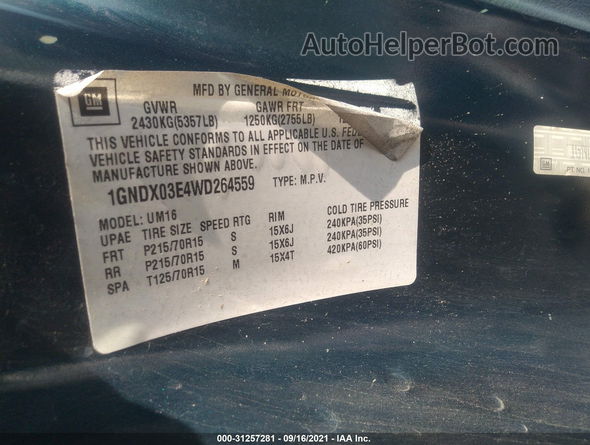 AutoHelperBot.com
GM
MFD BY GENERAL
GVWR GAWR FRT
2430KG(5357LB) 1250KG(2755LB)
THIS VEHICLE CONFORMS TO ALL APPLICABLE U.S.
VEHICLE SAFETY STANDARDS IN EFFECT ON THE DATE OF
MANUFACTURE SHOWN ABOVE.
1GNDX03E4WD264559 TYPE: M.P.V.
MODEL: UM16
UPAE TIRE SIZE SPEED RTG RIM COLD TIRE PRESSURE
FRT P215/70R15 S 15X6J 240KPA(35PSI)
RR P215/70R15 S 15X6J 240KPA(35PSI)
SPA T125/70R15 M 15X4T 420KPA(60PSI)
GM
000-31257281 - 09/16/2021 - IAA Inc.